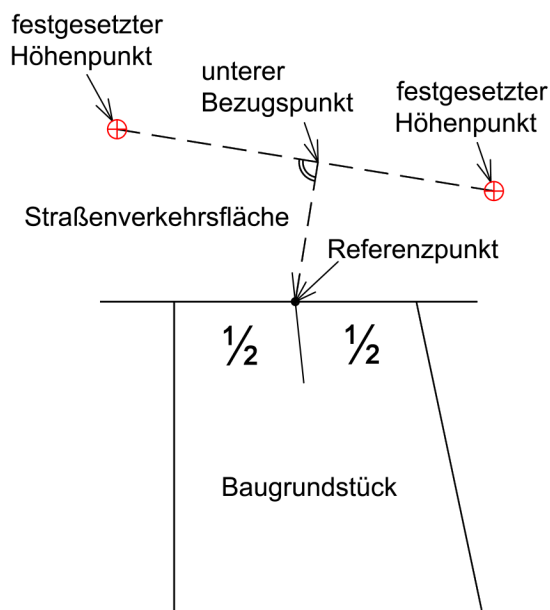 festgesetzter
Höhenpunkt
unterer
Bezugspunkt
festgesetzter
Höhenpunkt
Straßenverkehrsfläche
Referenzpunkt
½ ½
Baugrundstück